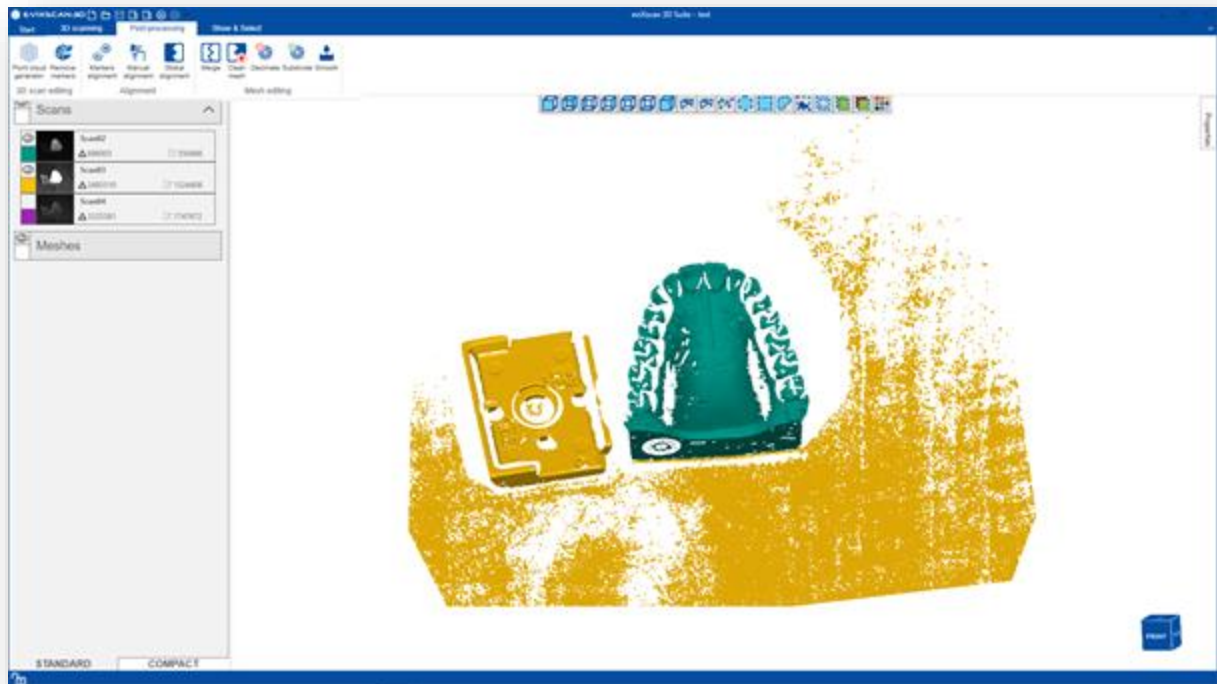 EVIXSCAN 3D
evixscan 3D Suite - test
Start 3D scanning Post-processing Show & Select
Point cloud generator
Remove markers
Markers alignment
Manual alignment
Global alignment
Merge
Clean mesh
Decimate
Subdivide
Smooth
3D scan editing
Alignment
Mesh editing
Scans
Properties
Scan02
Scan03
Scan04
Meshes
FRONT
STANDARD COMPACT